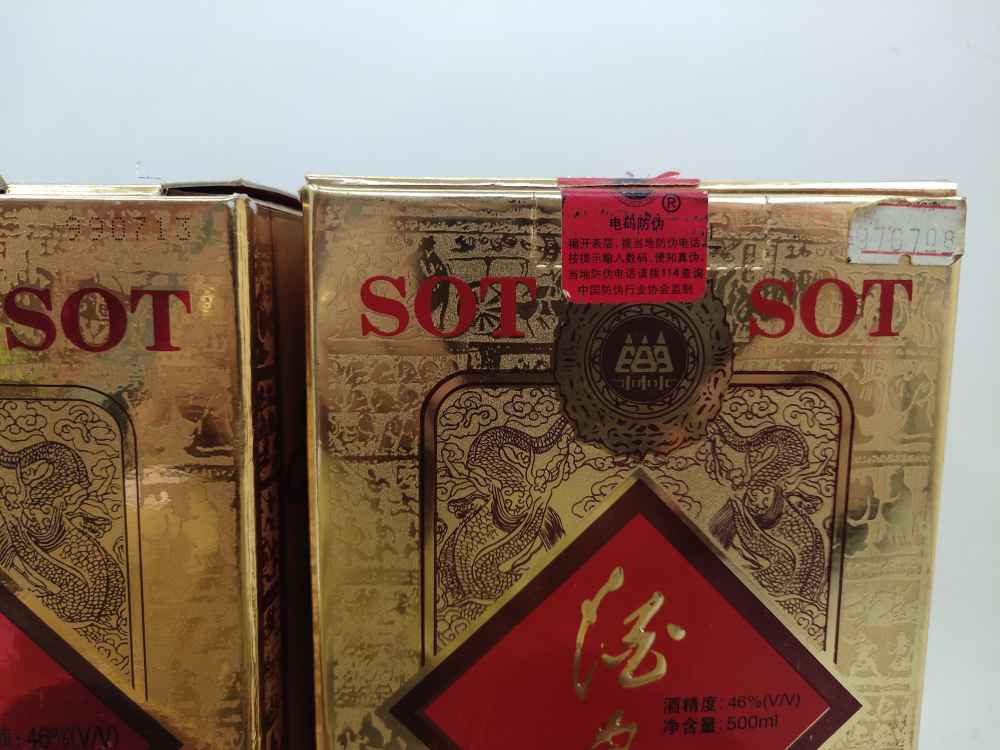 990713
SOT
46%(V/V)
®
电码防伪
揭开表层,拨当地防伪电话,
按提示输入数码,便知真伪,
当地防伪电话请拨114查询
中国防伪行业协会监制
970708
SOT
SOT
酒
酒精度:46%(V/V)
净含量:500ml